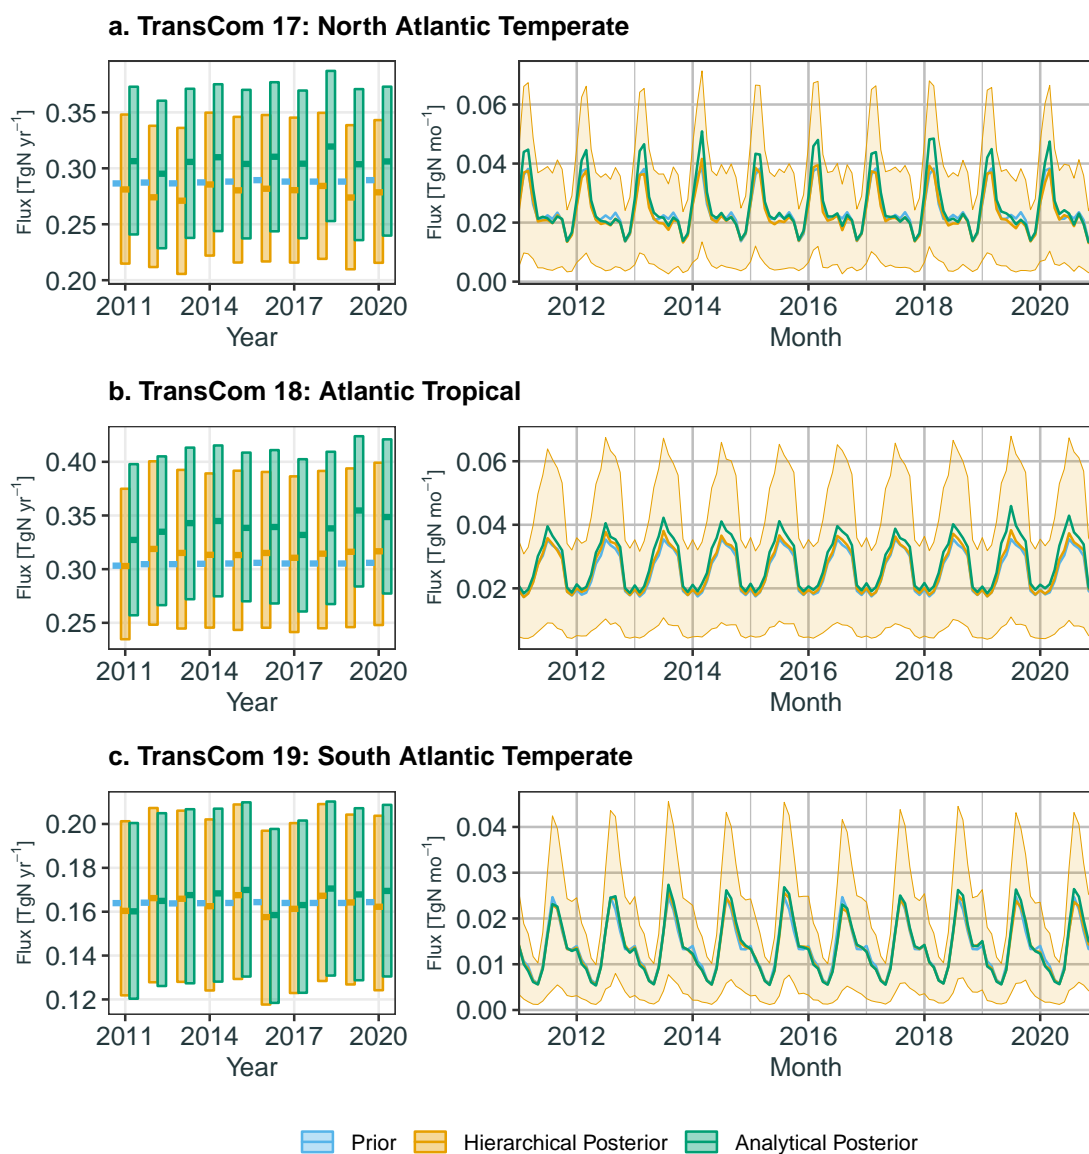 a. TransCom 17: North Atlantic Temperate
Flux [TgN yr⁻¹]
0.35
0.30
0.25
0.20
2011 2014 2017 2020
Year
Flux [TgN mo⁻¹]
0.06
0.04
0.02
0.00
2012 2014 2016 2018 2020
Month
b. TransCom 18: Atlantic Tropical
Flux [TgN yr⁻¹]
0.40
0.35
0.30
0.25
2011 2014 2017 2020
Year
Flux [TgN mo⁻¹]
0.06
0.04
0.02
2012 2014 2016 2018 2020
Month
c. TransCom 19: South Atlantic Temperate
Flux [TgN yr⁻¹]
0.20
0.18
0.16
0.14
0.12
2011 2014 2017 2020
Year
Flux [TgN mo⁻¹]
0.04
0.03
0.02
0.01
0.00
2012 2014 2016 2018 2020
Month
Prior Hierarchical Posterior Analytical Posterior